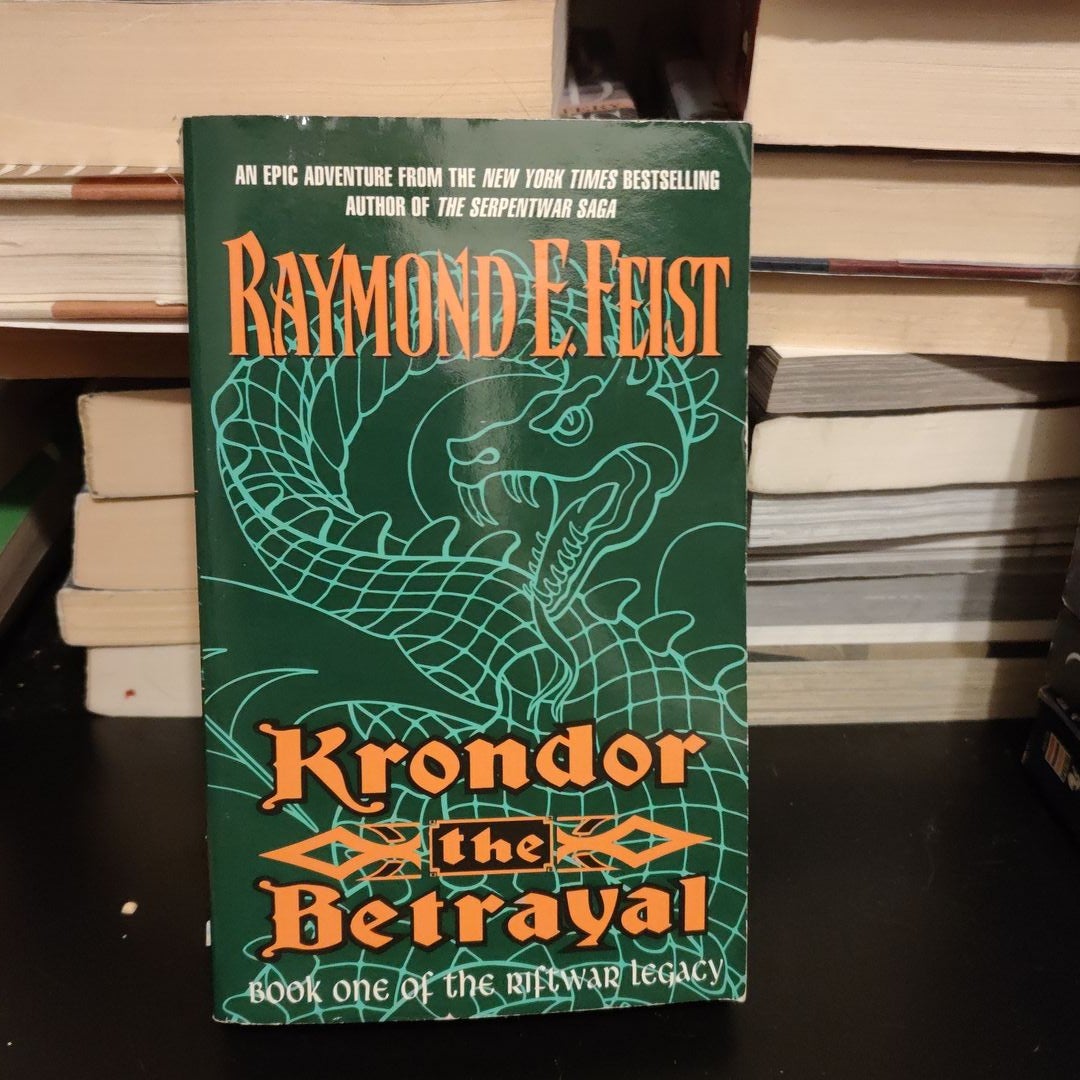 AN EPIC ADVENTURE FROM THE NEW YORK TIMES BESTSELLING
AUTHOR OF THE SERPENTWAR SAGA
RAYMOND E. FEIST
Krondor
the
Betrayal
BOOK ONE OF THE RIFTWAR LEGACY